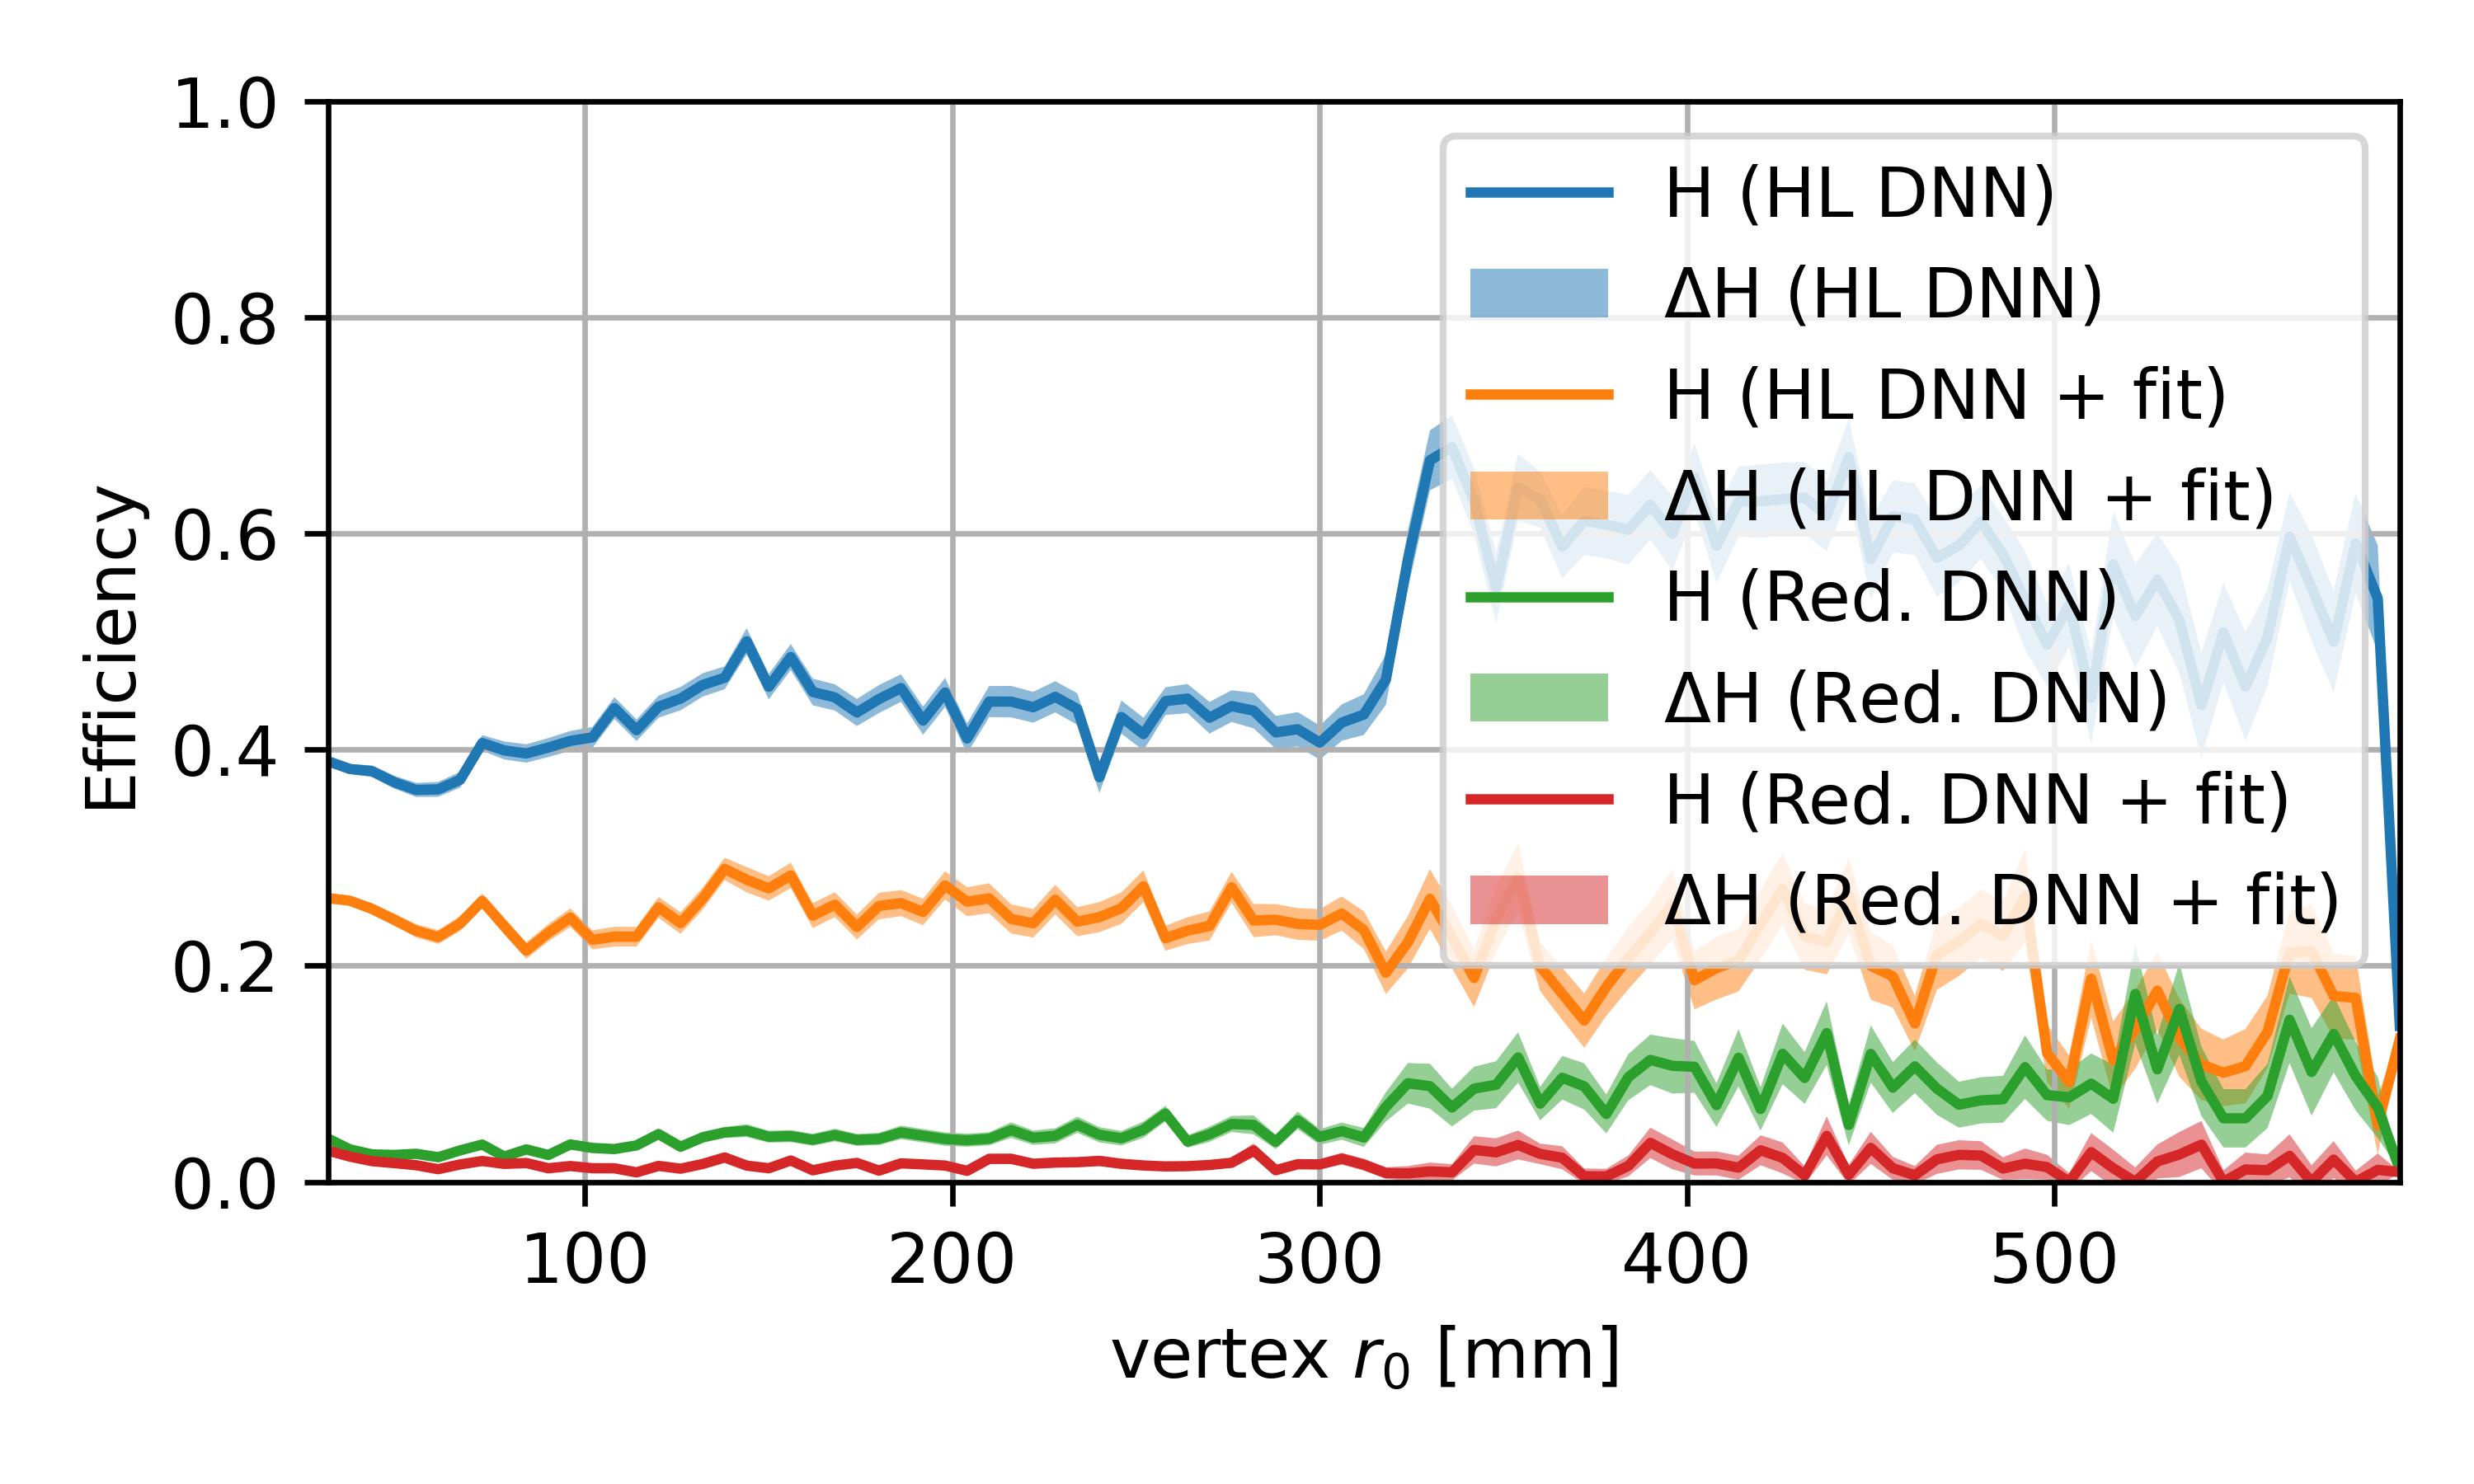 1.0
0.8
0.6
0.4
0.2
0.0
Efficiency
H (HL DNN)
ΔH (HL DNN)
H (HL DNN + fit)
ΔH (HL DNN + fit)
H (Red. DNN)
ΔH (Red. DNN)
H (Red. DNN + fit)
ΔH (Red. DNN + fit)
100 200 300 400 500
vertex r₀ [mm]